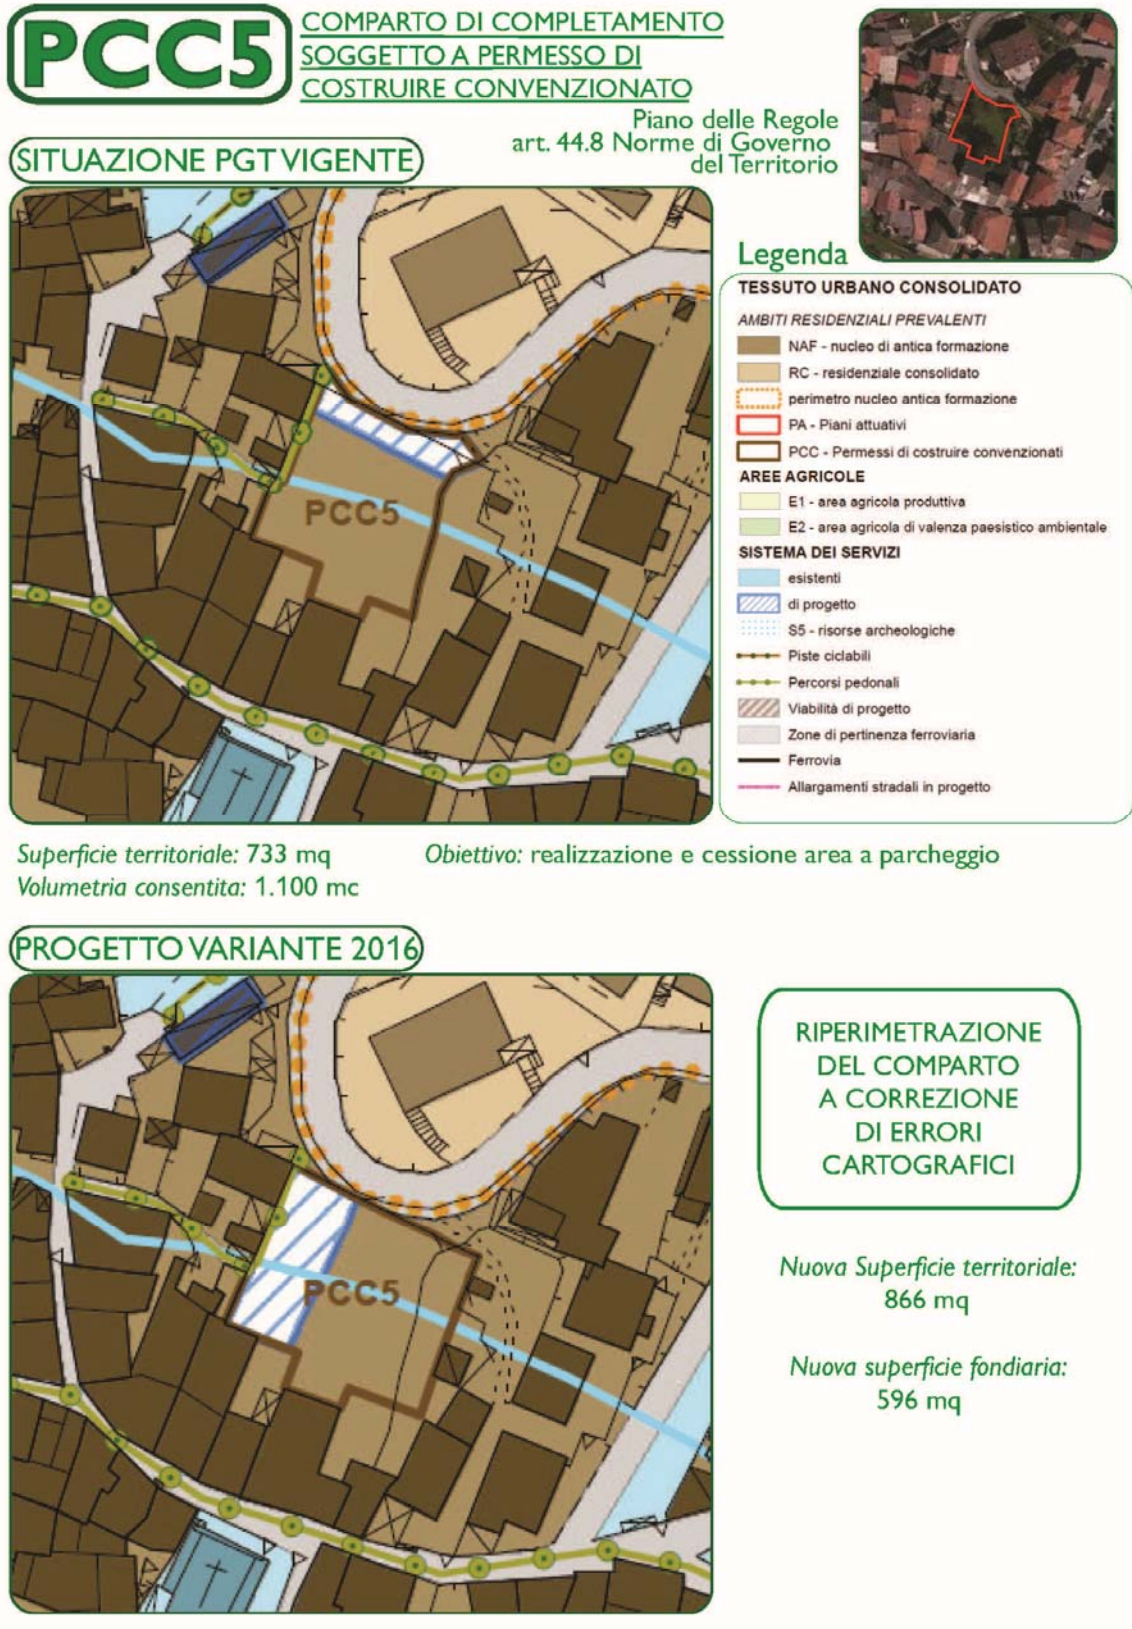 PCC5
COMPARTO DI COMPLETAMENTO
SOGGETTO A PERMESSO DI
COSTRUIRE CONVENZIONATO
Piano delle Regole
art. 44.8 Norme di Governo
del Territorio
SITUAZIONE PGT VIGENTE
PCC5
Legenda
TESSUTO URBANO CONSOLIDATO
AMBITI RESIDENZIALI PREVALENTI
NAF - nucleo di antica formazione
RC - residenziale consolidato
perimetro nucleo antica formazione
PA - Piani attuativi
PCC - Permessi di costruire convenzionati
AREE AGRICOLE
E1 - area agricola produttiva
E2 - area agricola di valenza paesistico ambientale
SISTEMA DEI SERVIZI
esistenti
di progetto
S5 - risorse archeologiche
Piste ciclabili
Percorsi pedonali
Viabilità di progetto
Zone di pertinenza ferroviaria
Ferrovia
Allargamenti stradali in progetto
Superficie territoriale: 733 mq
Volumetria consentita: 1.100 mc
Obiettivo: realizzazione e cessione area a parcheggio
PROGETTO VARIANTE 2016
PCC5
RIPERIMETRAZIONE
DEL COMPARTO
A CORREZIONE
DI ERRORI
CARTOGRAFICI
Nuova Superficie territoriale:
866 mq
Nuova superficie fondiaria:
596 mq